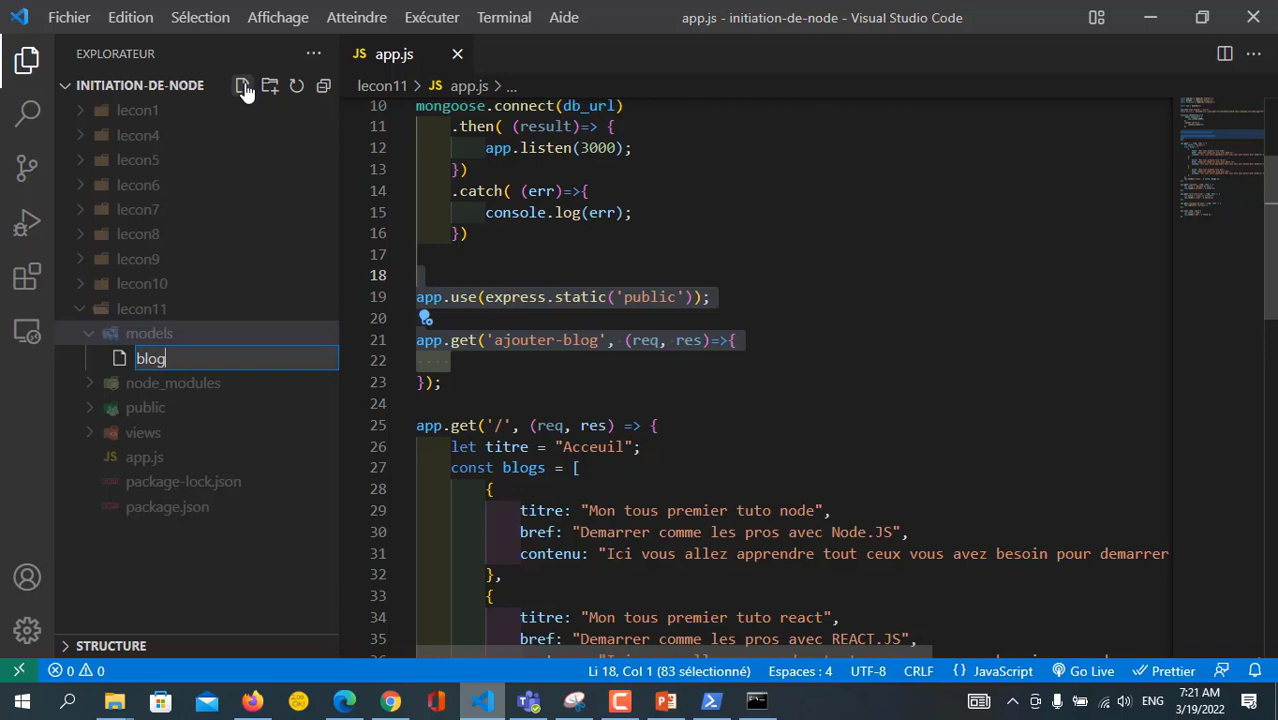 Fichier Edition Sélection Affichage Atteindre Exécuter Terminal Aide app.js - initiation-de-node - Visual Studio Code
EXPLORATEUR
INITIATION-DE-NODE
lecon1
lecon4
lecon5
lecon6
lecon7
lecon8
lecon9
lecon10
lecon11
models
blog
node_modules
public
views
JS app.js
package-lock.json
package.json
STRUCTURE
JS app.js
lecon11 > JS app.js > ...
10 mongoose.connect(db_url)
11 .then( (result)=> {
12 app.listen(3000);
13 })
14 .catch( (err)=>{
15 console.log(err);
16 })
17
18
19 app.use(express.static('public'));
20
21 app.get('ajouter-blog', (req, res)=>{
22
23 });
24
25 app.get('/', (req, res) => {
26 let titre = "Acceuil";
27 const blogs = [
28 {
29 titre: "Mon tous premier tuto node",
30 bref: "Demarrer comme les pros avec Node.JS",
31 contenu: "Ici vous allez apprendre tout ceux vous avez besoin pour demarrer
32 },
33 {
34 titre: "Mon tous premier tuto react",
35 bref: "Demarrer comme les pros avec REACT.JS",
0 0 Li 18, Col 1 (83 sélectionné) Espaces : 4 UTF-8 CRLF {} JavaScript Go Live Prettier
ENG 7:21 AM
3/19/2022